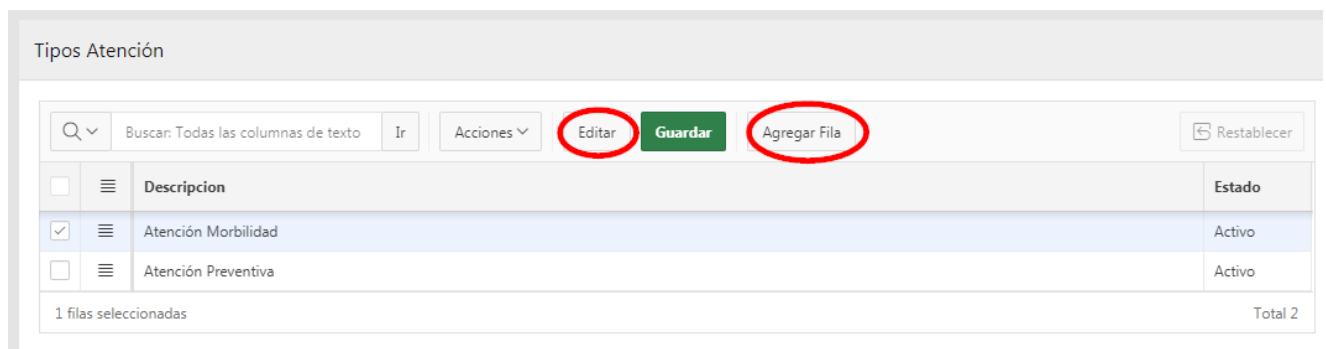 Tipos Atención
Buscar: Todas las columnas de texto Ir Acciones Editar Guardar Agregar Fila Restablecer
Descripcion Estado
Atención Morbilidad Activo
Atención Preventiva Activo
1 filas seleccionadas Total 2